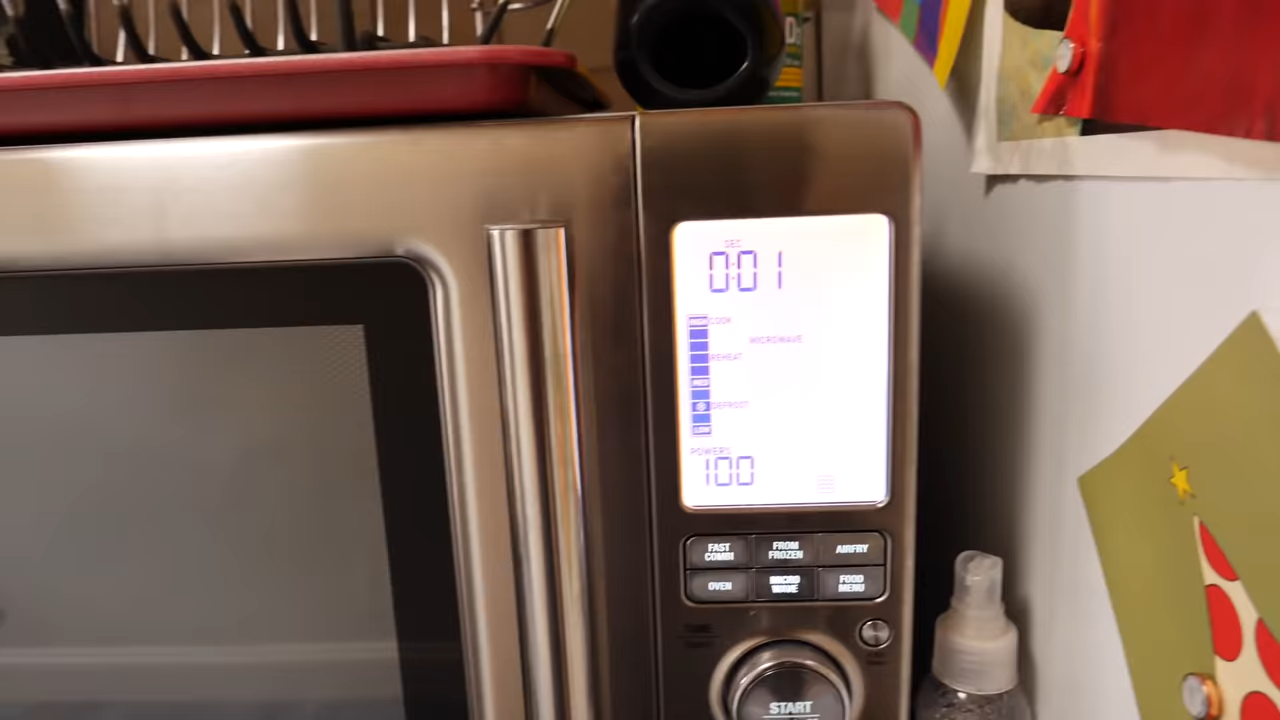 SEC
0:01
COOK
MICROWAVE
REHEAT
MED
DEFROST
LOW
POWER%
100
FAST COMBI
FROM FROZEN
AIRFRY
OVEN
MICRO WAVE
FOOD MENU
START